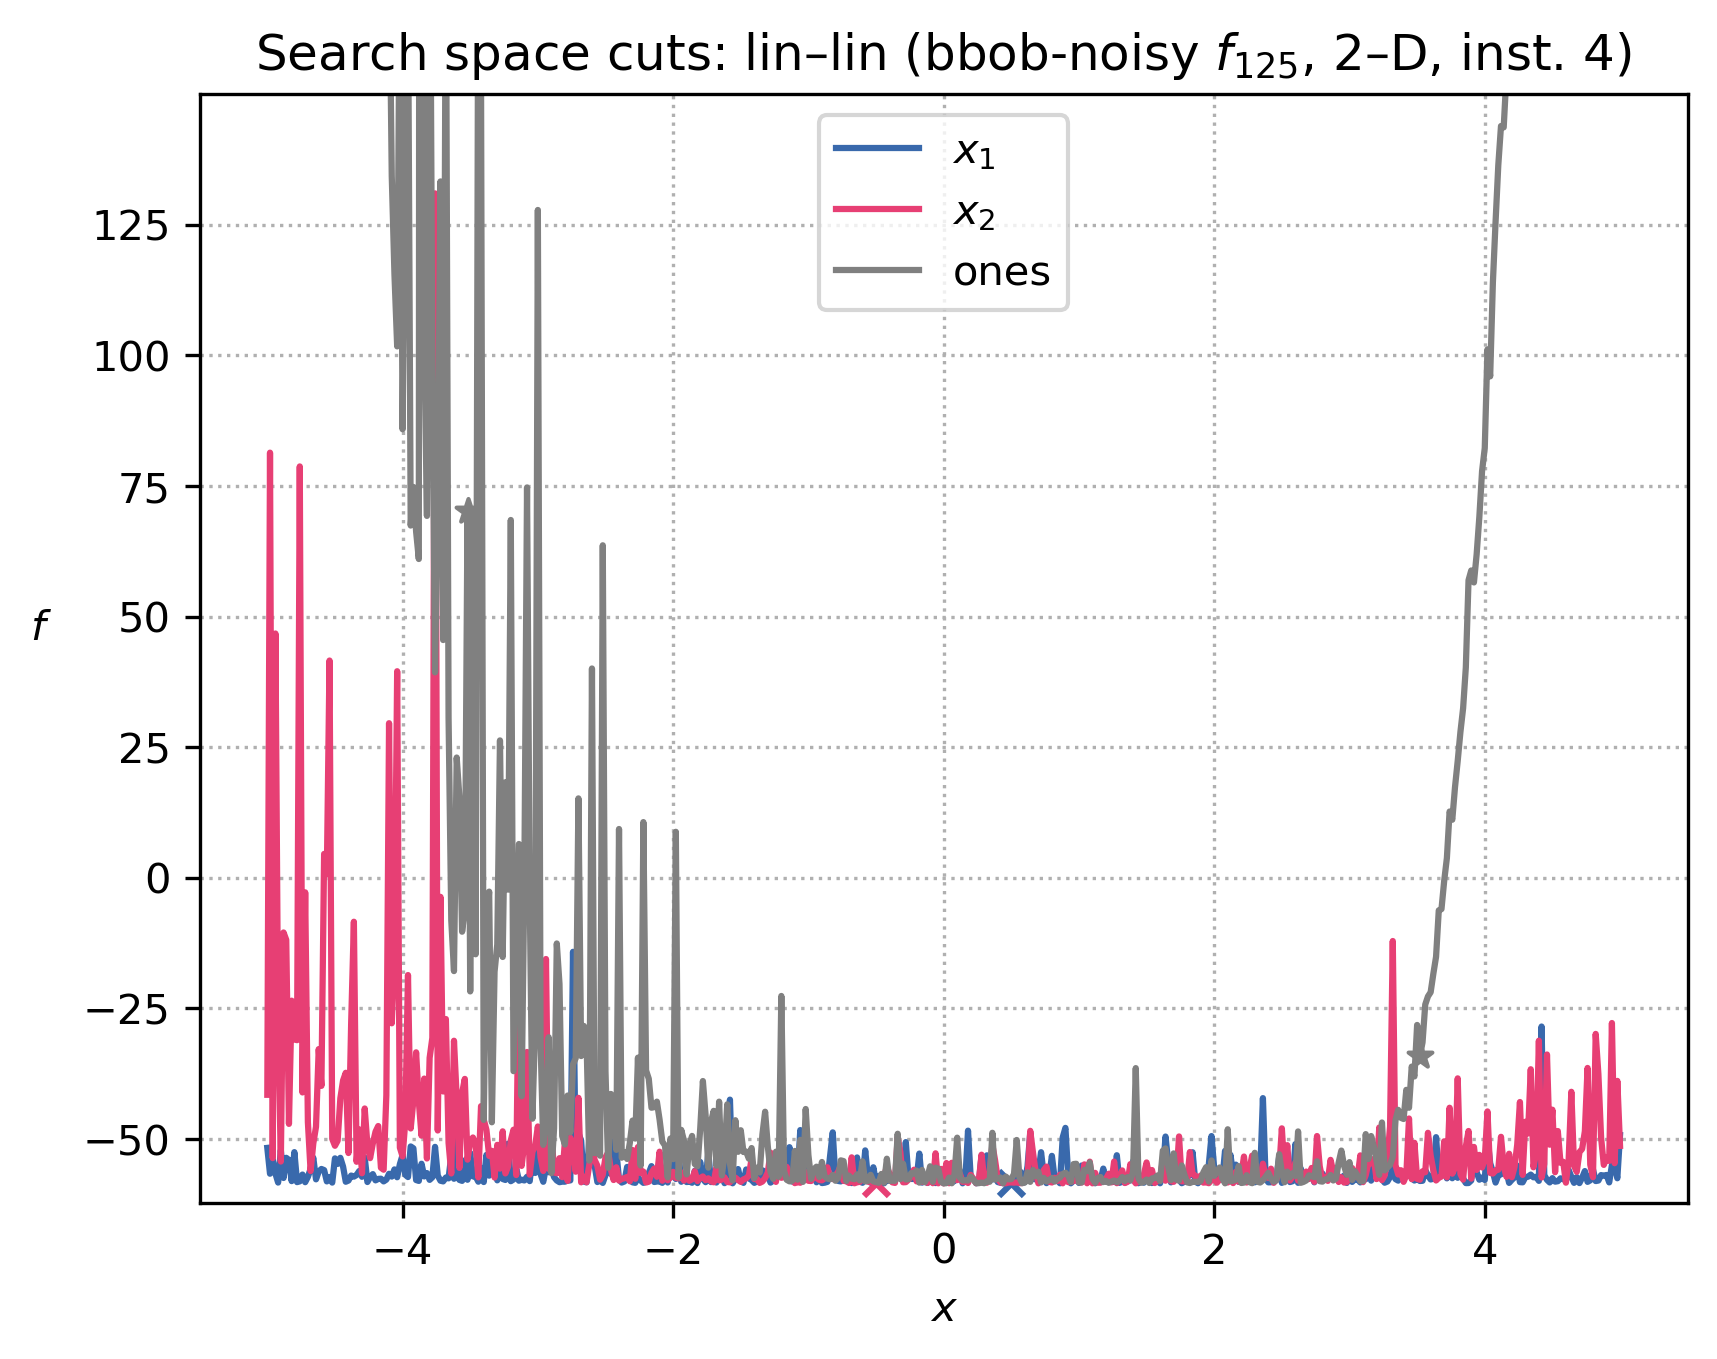 Search space cuts: lin–lin (bbob-noisy f₁₂₅, 2–D, inst. 4)
x₁
x₂
ones
125
100
75
50
25
0
−25
−50
f
−4
−2
0
2
4
x